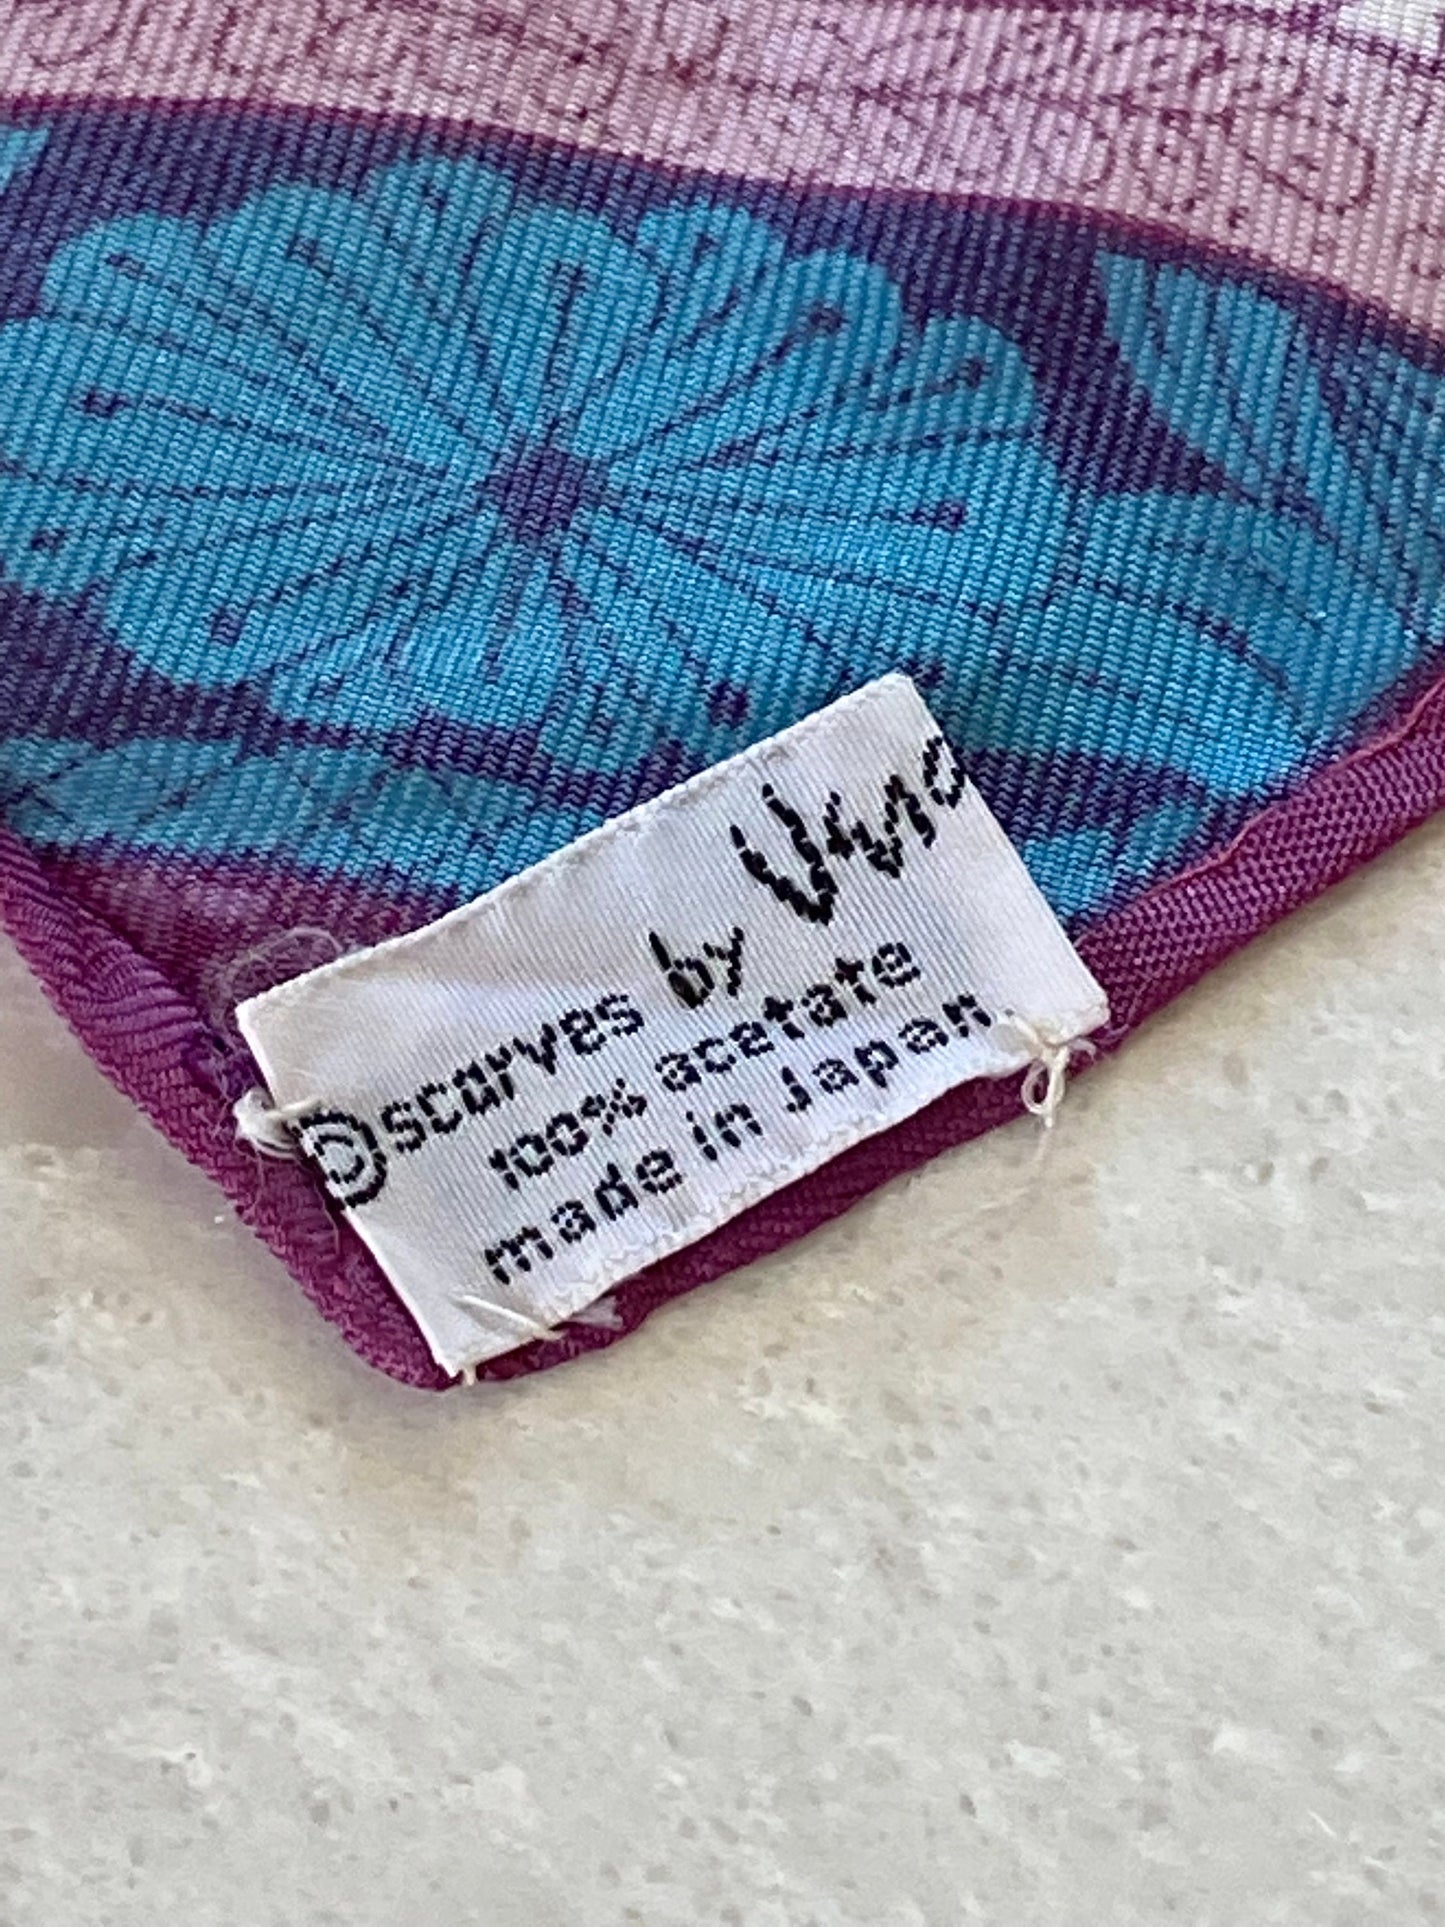 © scarves by Vera
100% acetate
made in Japan